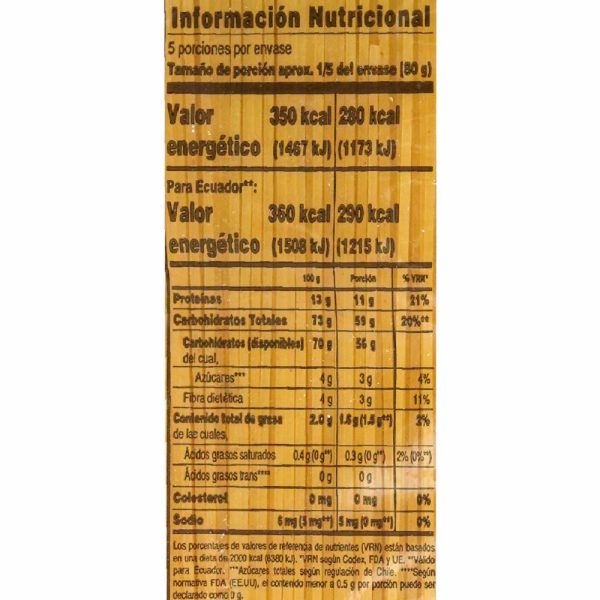 Información Nutricional
5 porciones por envase
Tamaño de porción aprox. 1/5 del envase (80 g)
Valor 350 kcal 280 kcal
energético (1467 kJ) (1173 kJ)
Para Ecuador**:
Valor 360 kcal 290 kcal
energético (1508 kJ) (1215 kJ)
100 g Porción % VRN*
Proteínas 13 g 11 g 21%
Carbohidratos Totales 73 g 59 g 20%**
Carbohidratos (disponibles) 70 g 56 g
del cual,
Azúcares*** 4 g 3 g 4%
Fibra dietética 4 g 3 g 11%
Contenido total de grasa 2.0 g 1.6 g (1.5 g**) 2%
de las cuales,
Ácidos grasos saturados 0.4 g (0 g**) 0.3 g (0 g**) 2% (0%**)
Ácidos grasos trans**** 0 g 0 g
Colesterol 0 mg 0 mg 0%
Sodio 6 mg (5 mg**) 5 mg (0 mg**) 0%
Los porcentajes de valores de referencia de nutrientes (VRN) están basados
en una dieta de 2000 kcal (8380 kJ). *VRN según Codex, FDA y UE. **Válido
para Ecuador. ***Azúcares totales según regulación de Chile. ****Según
normativa FDA (EE.UU), el contenido menor a 0.5 g por porción puede ser
declarado como 0 g.